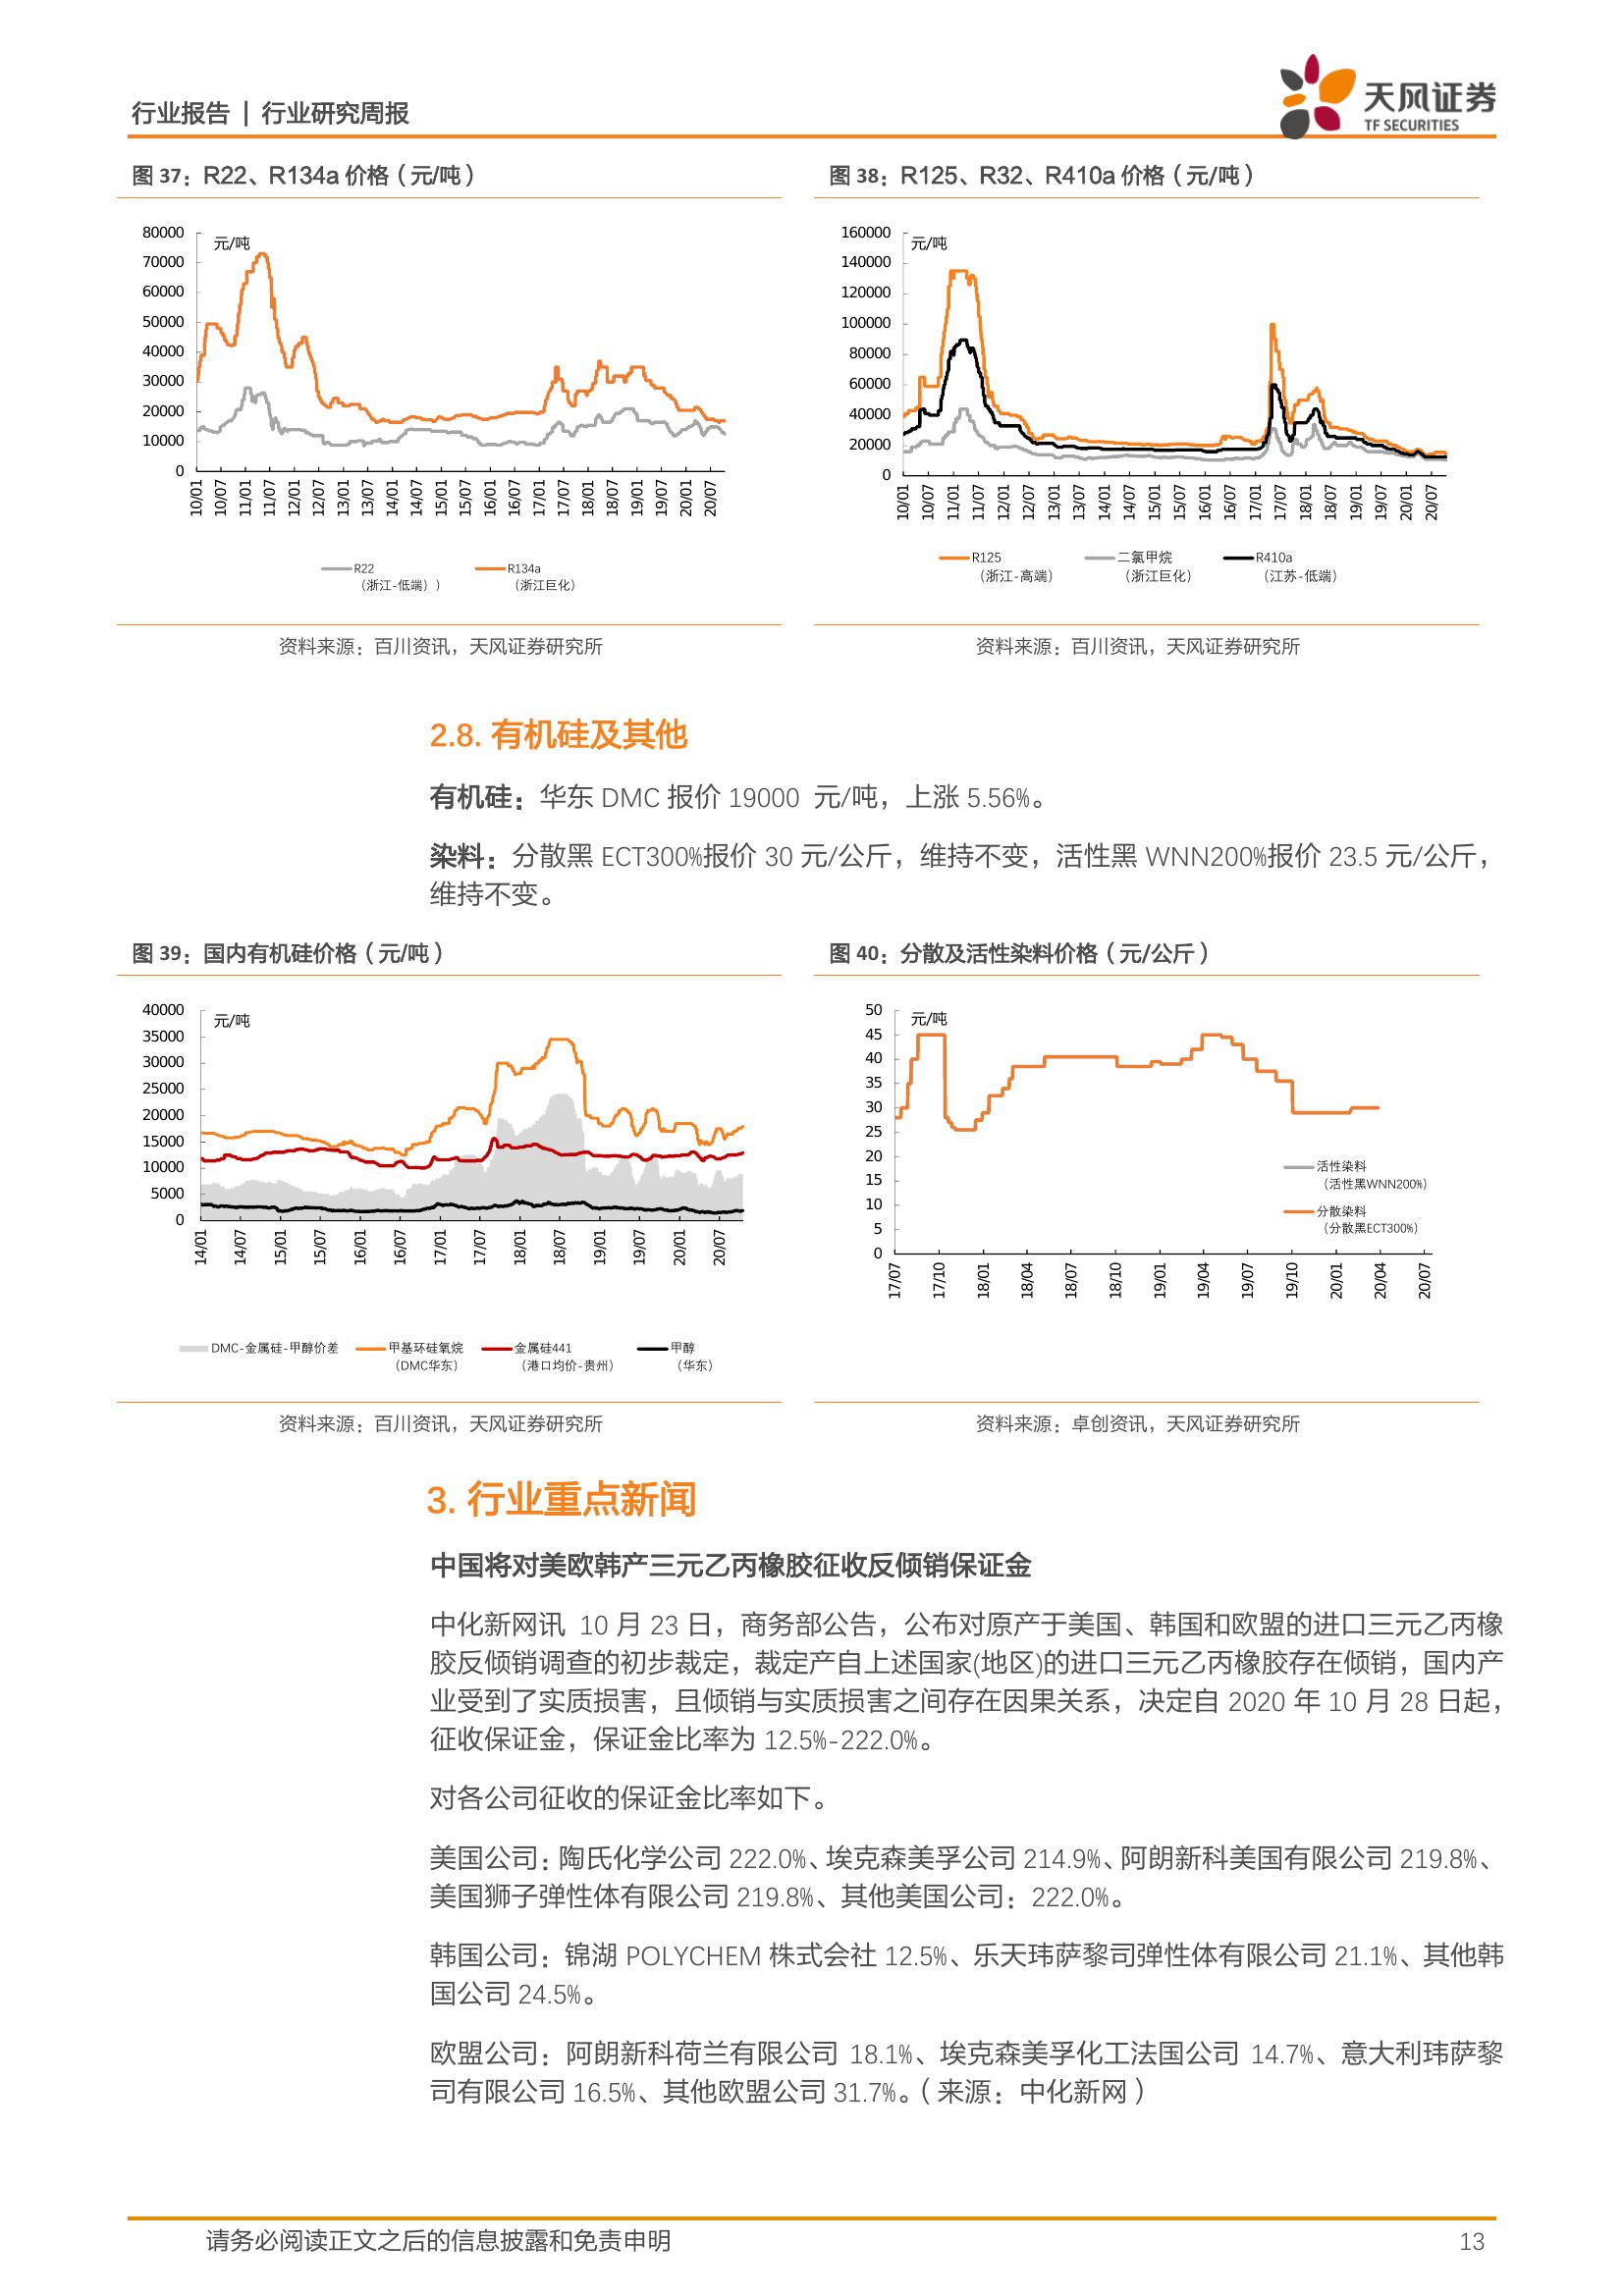 行业报告 | 行业研究周报
天风证券
TF SECURITIES
图 37：R22、R134a 价格（元/吨）
80000
70000
60000
50000
40000
30000
20000
10000
0
元/吨
10/01 10/07 11/01 11/07 12/01 12/07 13/01 13/07 14/01 14/07 15/01 15/07 16/01 16/07 17/01 17/07 18/01 18/07 19/01 19/07 20/01 20/07
R22 R134a
（浙江-低端）） （浙江巨化）
资料来源：百川资讯，天风证券研究所
图 38：R125、R32、R410a 价格（元/吨）
160000
140000
120000
100000
80000
60000
40000
20000
0
元/吨
10/01 10/07 11/01 11/07 12/01 12/07 13/01 13/07 14/01 14/07 15/01 15/07 16/01 16/07 17/01 17/07 18/01 18/07 19/01 19/07 20/01 20/07
R125 二氯甲烷 R410a
（浙江-高端） （浙江巨化） （江苏-低端）
资料来源：百川资讯，天风证券研究所
2.8. 有机硅及其他
有机硅：华东 DMC 报价 19000 元/吨，上涨 5.56%。
染料：分散黑 ECT300%报价 30 元/公斤，维持不变，活性黑 WNN200%报价 23.5 元/公斤，
维持不变。
图 39：国内有机硅价格（元/吨）
40000
35000
30000
25000
20000
15000
10000
5000
0
元/吨
14/01 14/07 15/01 15/07 16/01 16/07 17/01 17/07 18/01 18/07 19/01 19/07 20/01 20/07
DMC-金属硅-甲醇价差 甲基环硅氧烷 金属硅441 甲醇
（DMC华东） （港口均价-贵州） （华东）
资料来源：百川资讯，天风证券研究所
图 40：分散及活性染料价格（元/公斤）
50
45
40
35
30
25
20
15
10
5
0
元/吨
活性染料
（活性黑WNN200%）
分散染料
（分散黑ECT300%）
17/07 17/10 18/01 18/04 18/07 18/10 19/01 19/04 19/07 19/10 20/01 20/04 20/07
资料来源：卓创资讯，天风证券研究所
3. 行业重点新闻
中国将对美欧韩产三元乙丙橡胶征收反倾销保证金
中化新网讯 10 月 23 日，商务部公告，公布对原产于美国、韩国和欧盟的进口三元乙丙橡
胶反倾销调查的初步裁定，裁定产自上述国家(地区)的进口三元乙丙橡胶存在倾销，国内产
业受到了实质损害，且倾销与实质损害之间存在因果关系，决定自 2020 年 10 月 28 日起，
征收保证金，保证金比率为 12.5%-222.0%。
对各公司征收的保证金比率如下。
美国公司：陶氏化学公司 222.0%、埃克森美孚公司 214.9%、阿朗新科美国有限公司 219.8%、
美国狮子弹性体有限公司 219.8%、其他美国公司：222.0%。
韩国公司：锦湖 POLYCHEM 株式会社 12.5%、乐天玮萨黎司弹性体有限公司 21.1%、其他韩
国公司 24.5%。
欧盟公司：阿朗新科荷兰有限公司 18.1%、埃克森美孚化工法国公司 14.7%、意大利玮萨黎
司有限公司 16.5%、其他欧盟公司 31.7%。（来源：中化新网）
请务必阅读正文之后的信息披露和免责申明
13